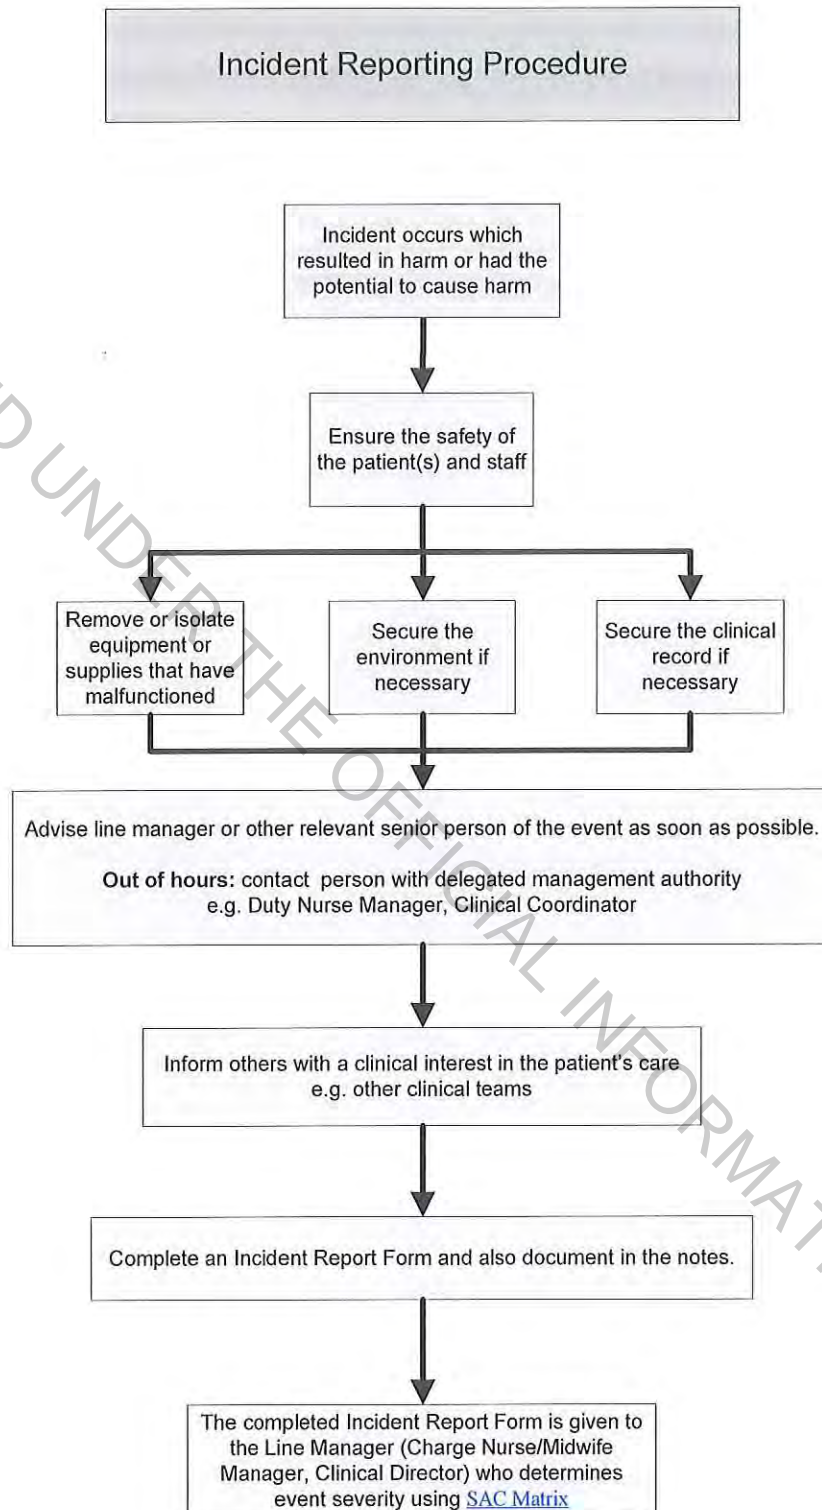 Incident Reporting Procedure
Incident occurs which
resulted in harm or had the
potential to cause harm
Ensure the safety of
the patient(s) and staff
Remove or isolate
equipment or
supplies that have
malfunctioned
Secure the
environment if
necessary
Secure the clinical
record if
necessary
Advise line manager or other relevant senior person of the event as soon as possible.
Out of hours: contact person with delegated management authority
e.g. Duty Nurse Manager, Clinical Coordinator
Inform others with a clinical interest in the patient's care
e.g. other clinical teams
Complete an Incident Report Form and also document in the notes.
The completed Incident Report Form is given to
the Line Manager (Charge Nurse/Midwife
Manager, Clinical Director) who determines
event severity using SAC Matrix
UNDER THE OFFICIAL